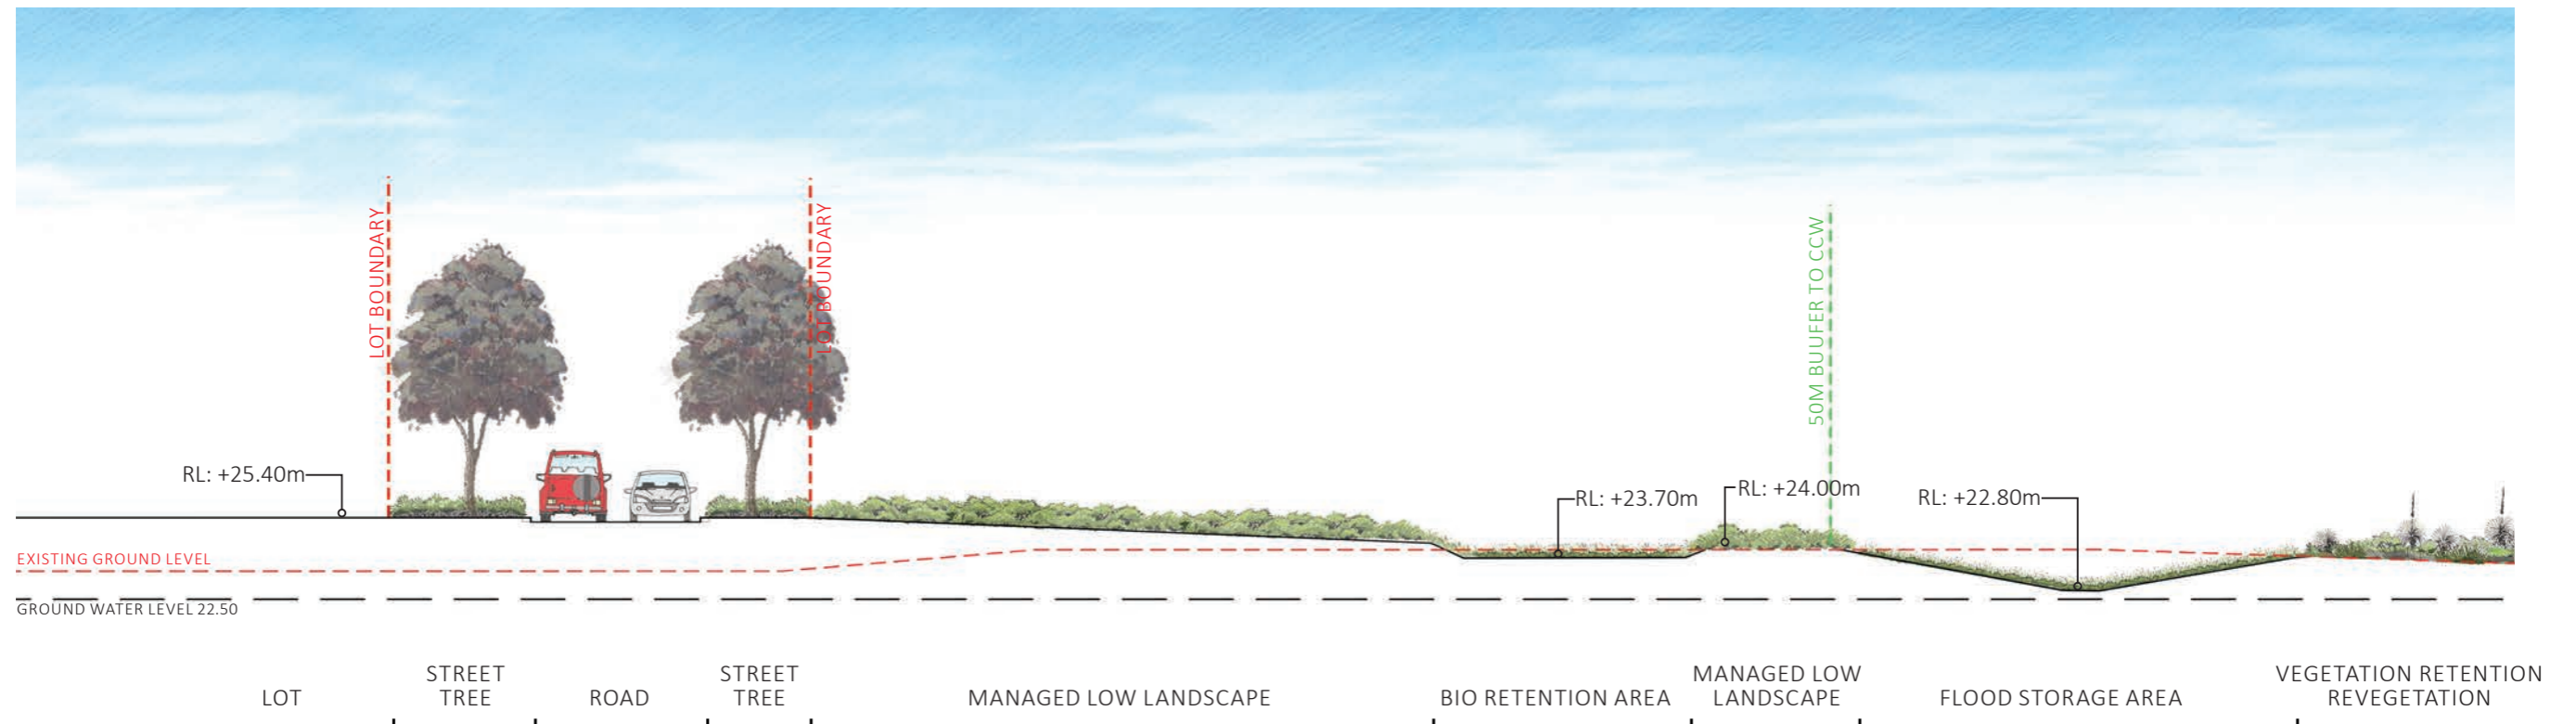 LOT BOUNDARY
LOT BOUNDARY
50M BUUFER TO CCW
RL: +25.40m
RL: +23.70m
RL: +24.00m
RL: +22.80m
EXISTING GROUND LEVEL
GROUND WATER LEVEL 22.50
LOT
STREET
TREE
ROAD
STREET
TREE
MANAGED LOW LANDSCAPE
BIO RETENTION AREA
MANAGED LOW
LANDSCAPE
FLOOD STORAGE AREA
VEGETATION RETENTION
REVEGETATION